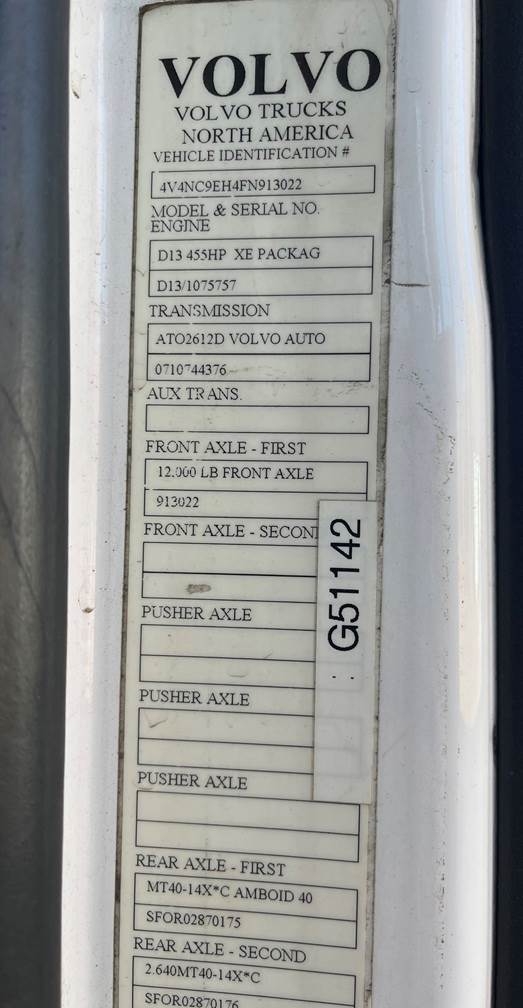 VOLVO
VOLVO TRUCKS
NORTH AMERICA
VEHICLE IDENTIFICATION #
4V4NC9EH4FN913022
MODEL & SERIAL NO.
ENGINE
D13 455HP XE PACKAG
D13/1075757
TRANSMISSION
ATO2612D VOLVO AUTO
0710744376
AUX TRANS.
FRONT AXLE - FIRST
12,000 LB FRONT AXLE
913022
FRONT AXLE - SECON
G51142
PUSHER AXLE
PUSHER AXLE
PUSHER AXLE
REAR AXLE - FIRST
MT40-14X*C AMBOID 40
SFOR02870175
REAR AXLE - SECOND
2.640MT40-14X*C
SFOR02870176